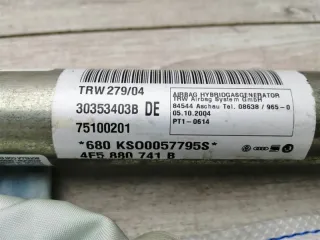 TRW 279/04
30353403B DE
75100201
AIRBAG HYBRIDGASGENERATOR
TRW Airbag System GmbH
84544 Aschau Tel. 08638 / 965-0
05.10.2004
PT1-0614
*680 KS00057795S*
4F5 880 741 B